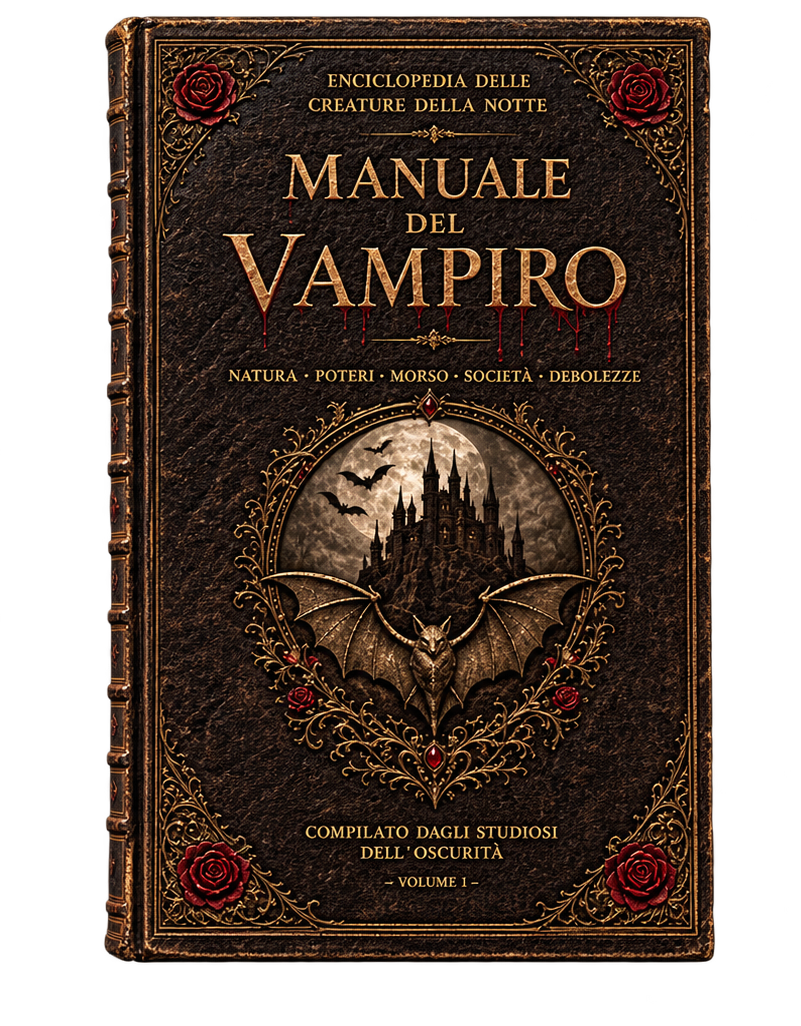 ENCICLOPEDIA DELLE
CREATURE DELLA NOTTE
MANUALE
DEL
VAMPIRO
NATURA · POTERI · MORSO · SOCIETÀ · DEBOLEZZE
COMPILATO DAGLI STUDIOSI
DELL'OSCURITÀ
– VOLUME 1 –